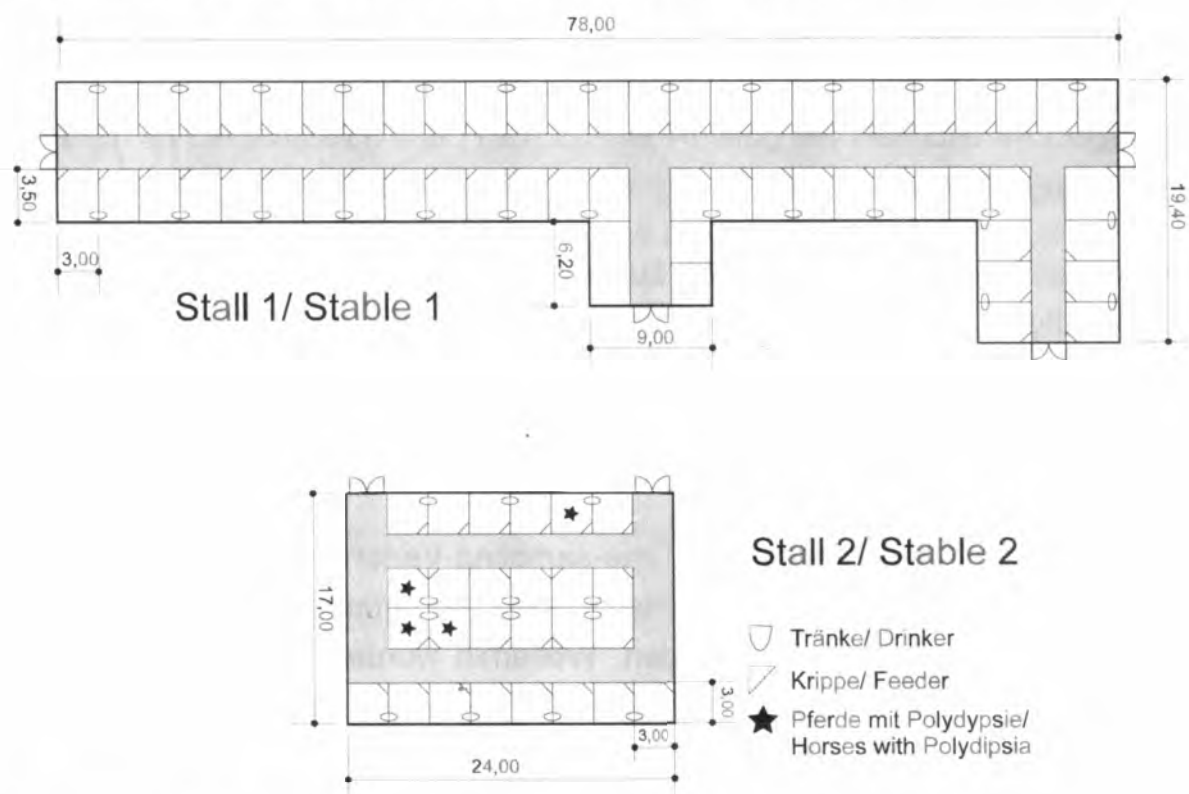 78,00
3,50
3,00
6,20
19,40
Stall 1/ Stable 1
9,00
17,00
Stall 2/ Stable 2
Tränke/ Drinker
Krippe/ Feeder
3,00
Pferde mit Polydypsie/
Horses with Polydipsia
3,00
24,00